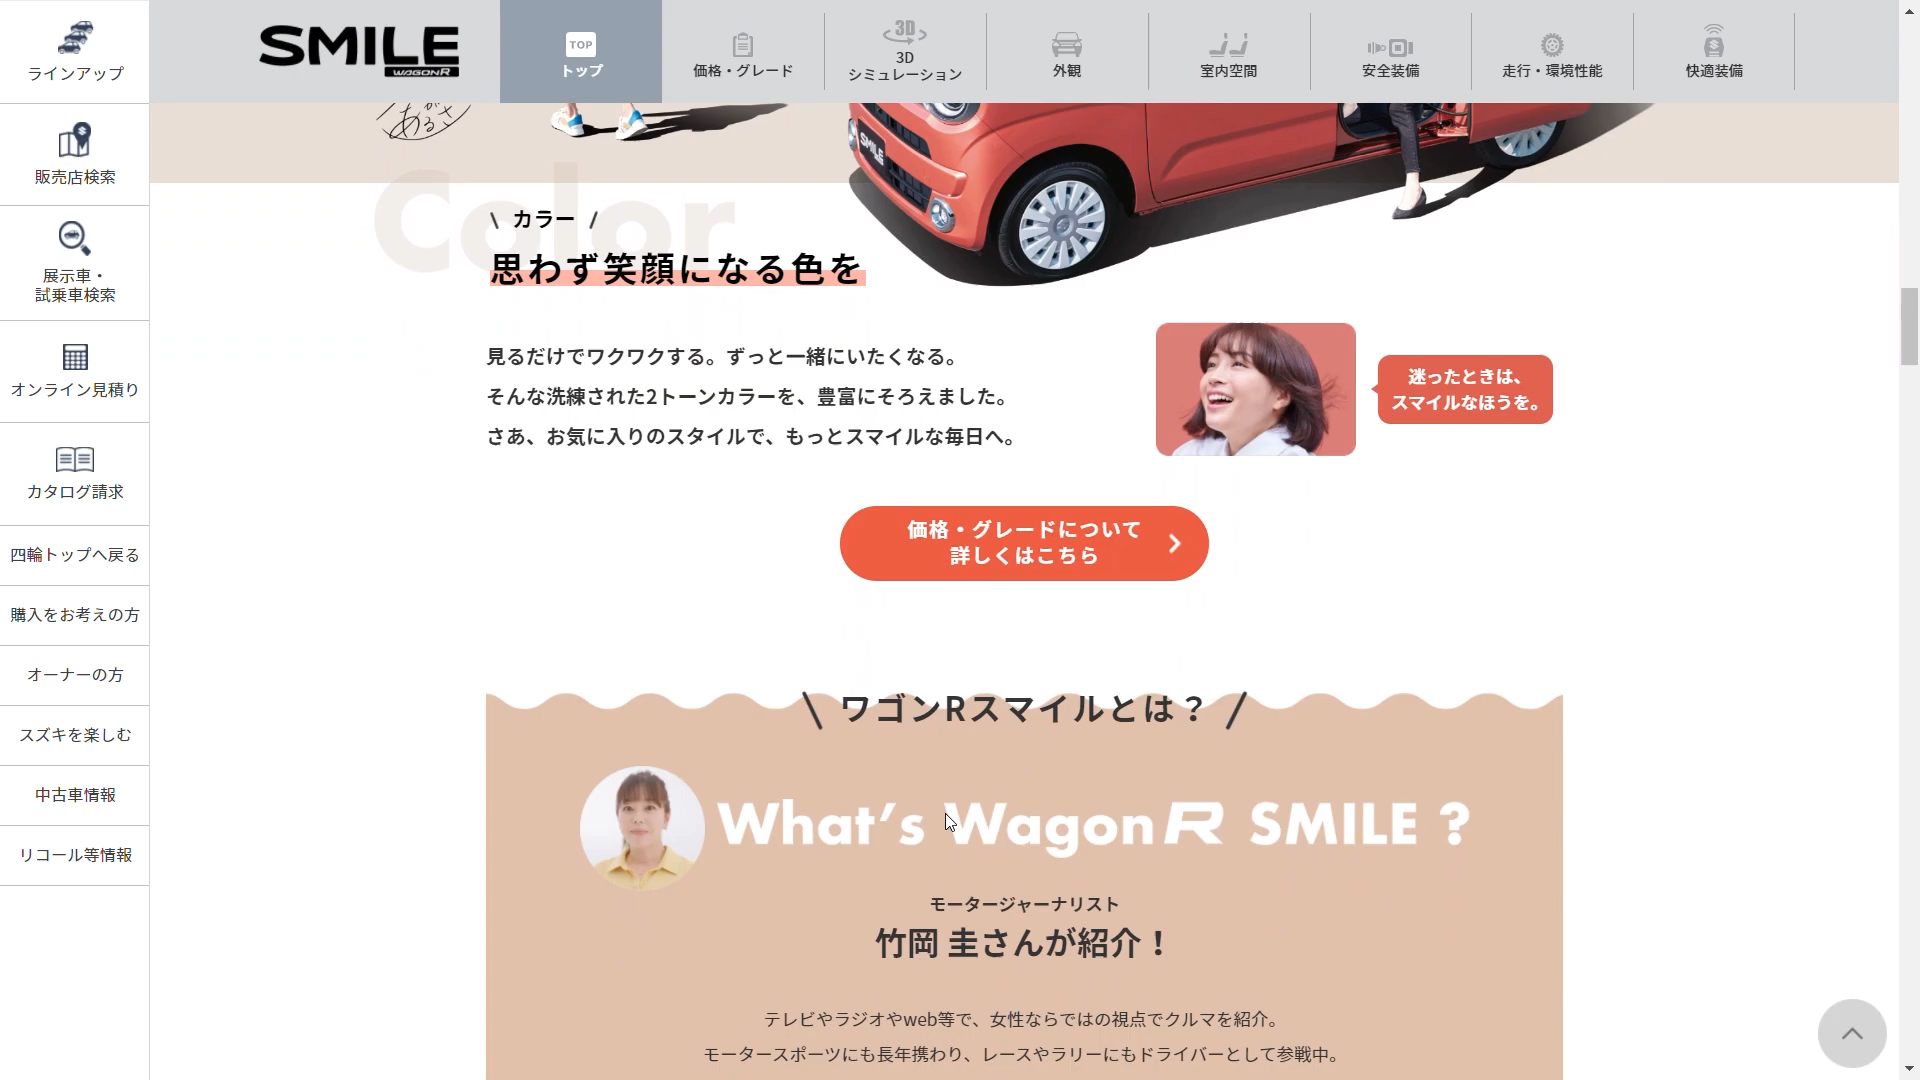 ラインアップ
販売店検索
展示車・
試乗車検索
オンライン見積り
カタログ請求
四輪トップへ戻る
購入をお考えの方
オーナーの方
スズキを楽しむ
中古車情報
リコール等情報
SMILE
WAGONR
TOP
トップ
価格・グレード
3D
3D
シミュレーション
外観
室内空間
安全装備
走行・環境性能
快適装備
あるさ
SMILE
Color
\ カラー /
思わず笑顔になる色を
見るだけでワクワクする。ずっと一緒にいたくなる。
そんな洗練された2トーンカラーを、豊富にそろえました。
さあ、お気に入りのスタイルで、もっとスマイルな毎日へ。
迷ったときは、
スマイルなほうを。
価格・グレードについて
詳しくはこちら
\ ワゴンRスマイルとは？ /
What's Wagon R SMILE ?
モータージャーナリスト
竹岡 圭さんが紹介！
テレビやラジオやweb等で、女性ならではの視点でクルマを紹介。
モータースポーツにも長年携わり、レースやラリーにもドライバーとして参戦中。